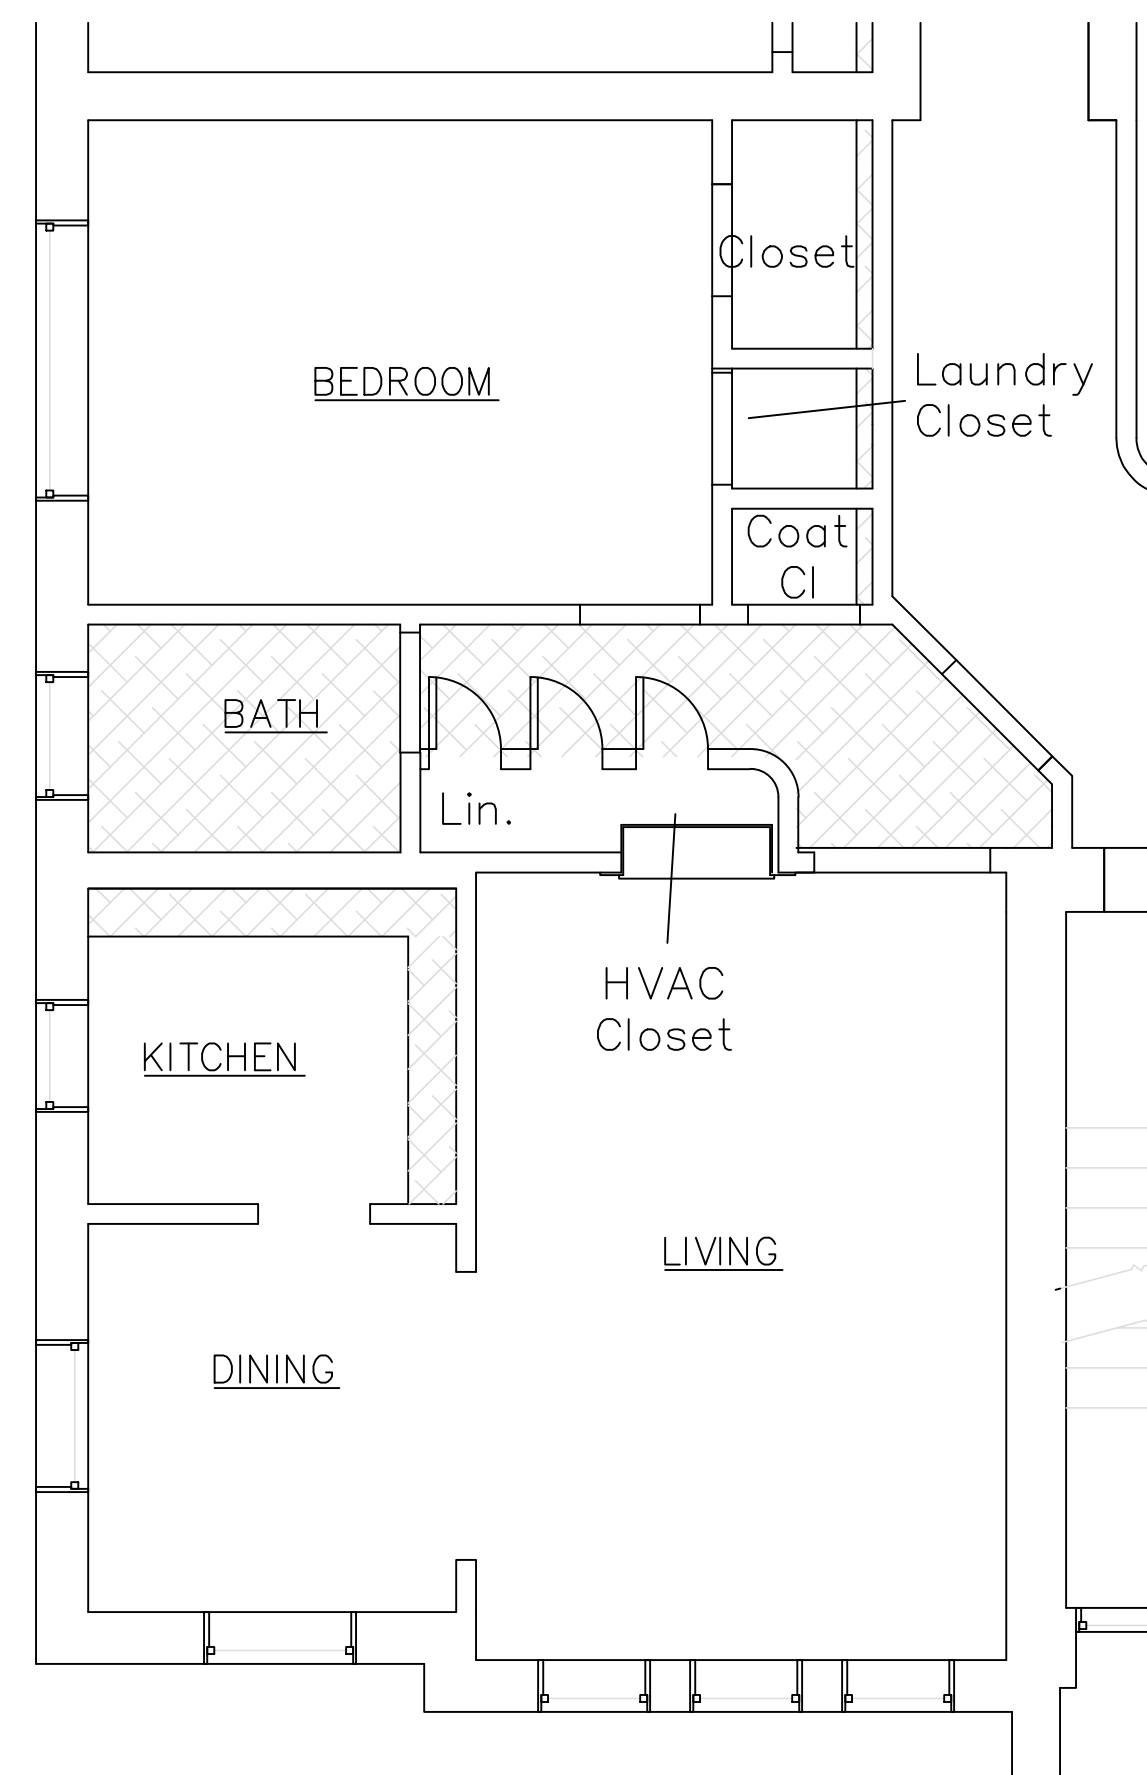 Closet
Laundry
Closet
BEDROOM
Coat
Cl
BATH
Lin.
HVAC
Closet
KITCHEN
LIVING
DINING